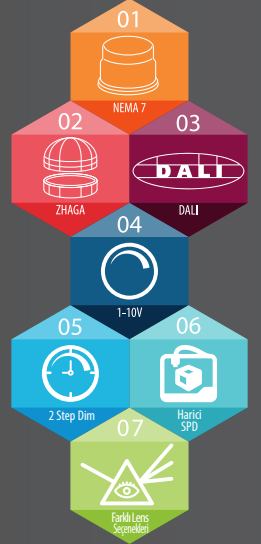 01
NEMA 7
02
ZHAGA
03
DALI
DALI
04
1-10V
05
2 Step Dim
06
Harici
SPD
07
Farklı Lens
Seçenekleri